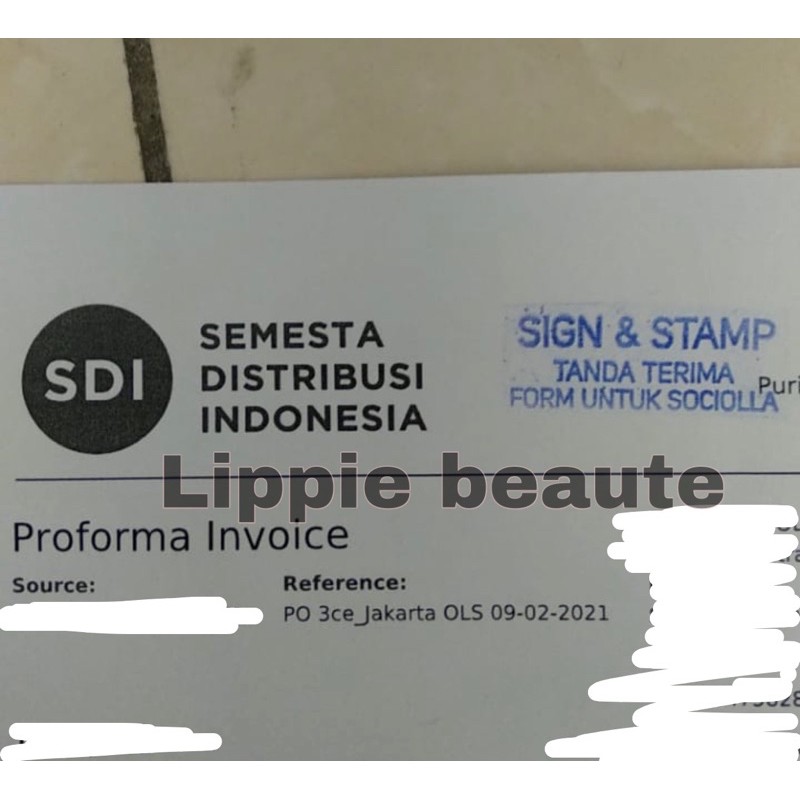 SDI
SEMESTA
DISTRIBUSI
INDONESIA
SIGN & STAMP
TANDA TERIMA
FORM UNTUK SOCIOLLA
Puri
Lippie beaute
Proforma Invoice
Source:
Reference:
PO 3ce_Jakarta OLS 09-02-2021